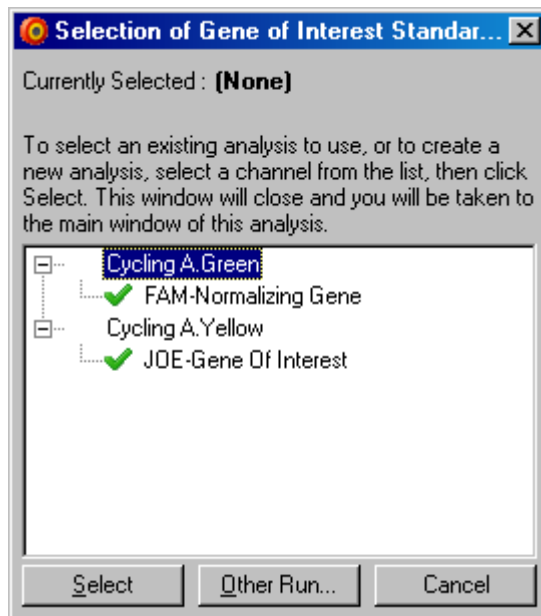 Selection of Gene of Interest Standar...
Currently Selected : (None)
To select an existing analysis to use, or to create a
new analysis, select a channel from the list, then click
Select. This window will close and you will be taken to
the main window of this analysis.
Cycling A.Green
FAM-Normalizing Gene
Cycling A.Yellow
JOE-Gene Of Interest
Select Other Run... Cancel